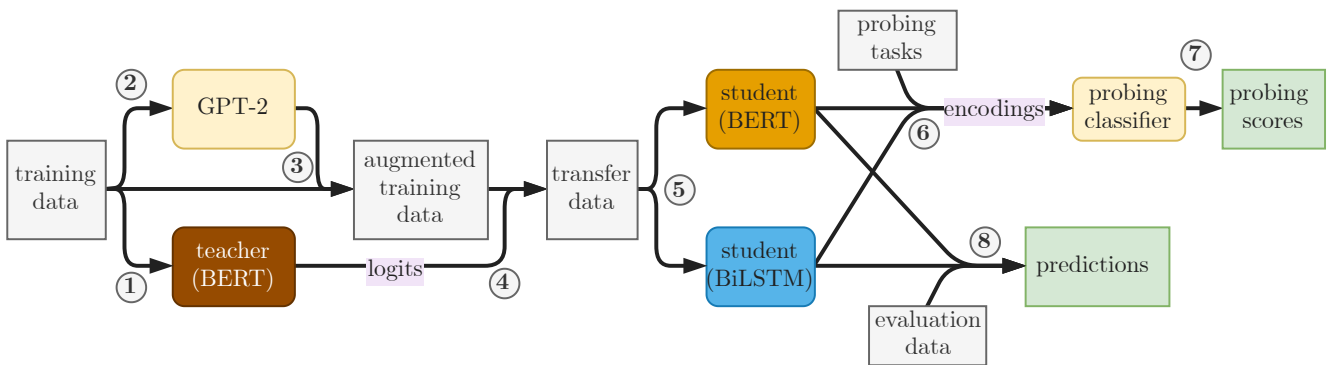 probing
tasks
7
2
GPT-2
student
(BERT)
encodings
probing
classifier
probing
scores
6
3
training
data
augmented
training
data
transfer
data
5
1
teacher
(BERT)
logits
4
student
(BiLSTM)
8
predictions
evaluation
data